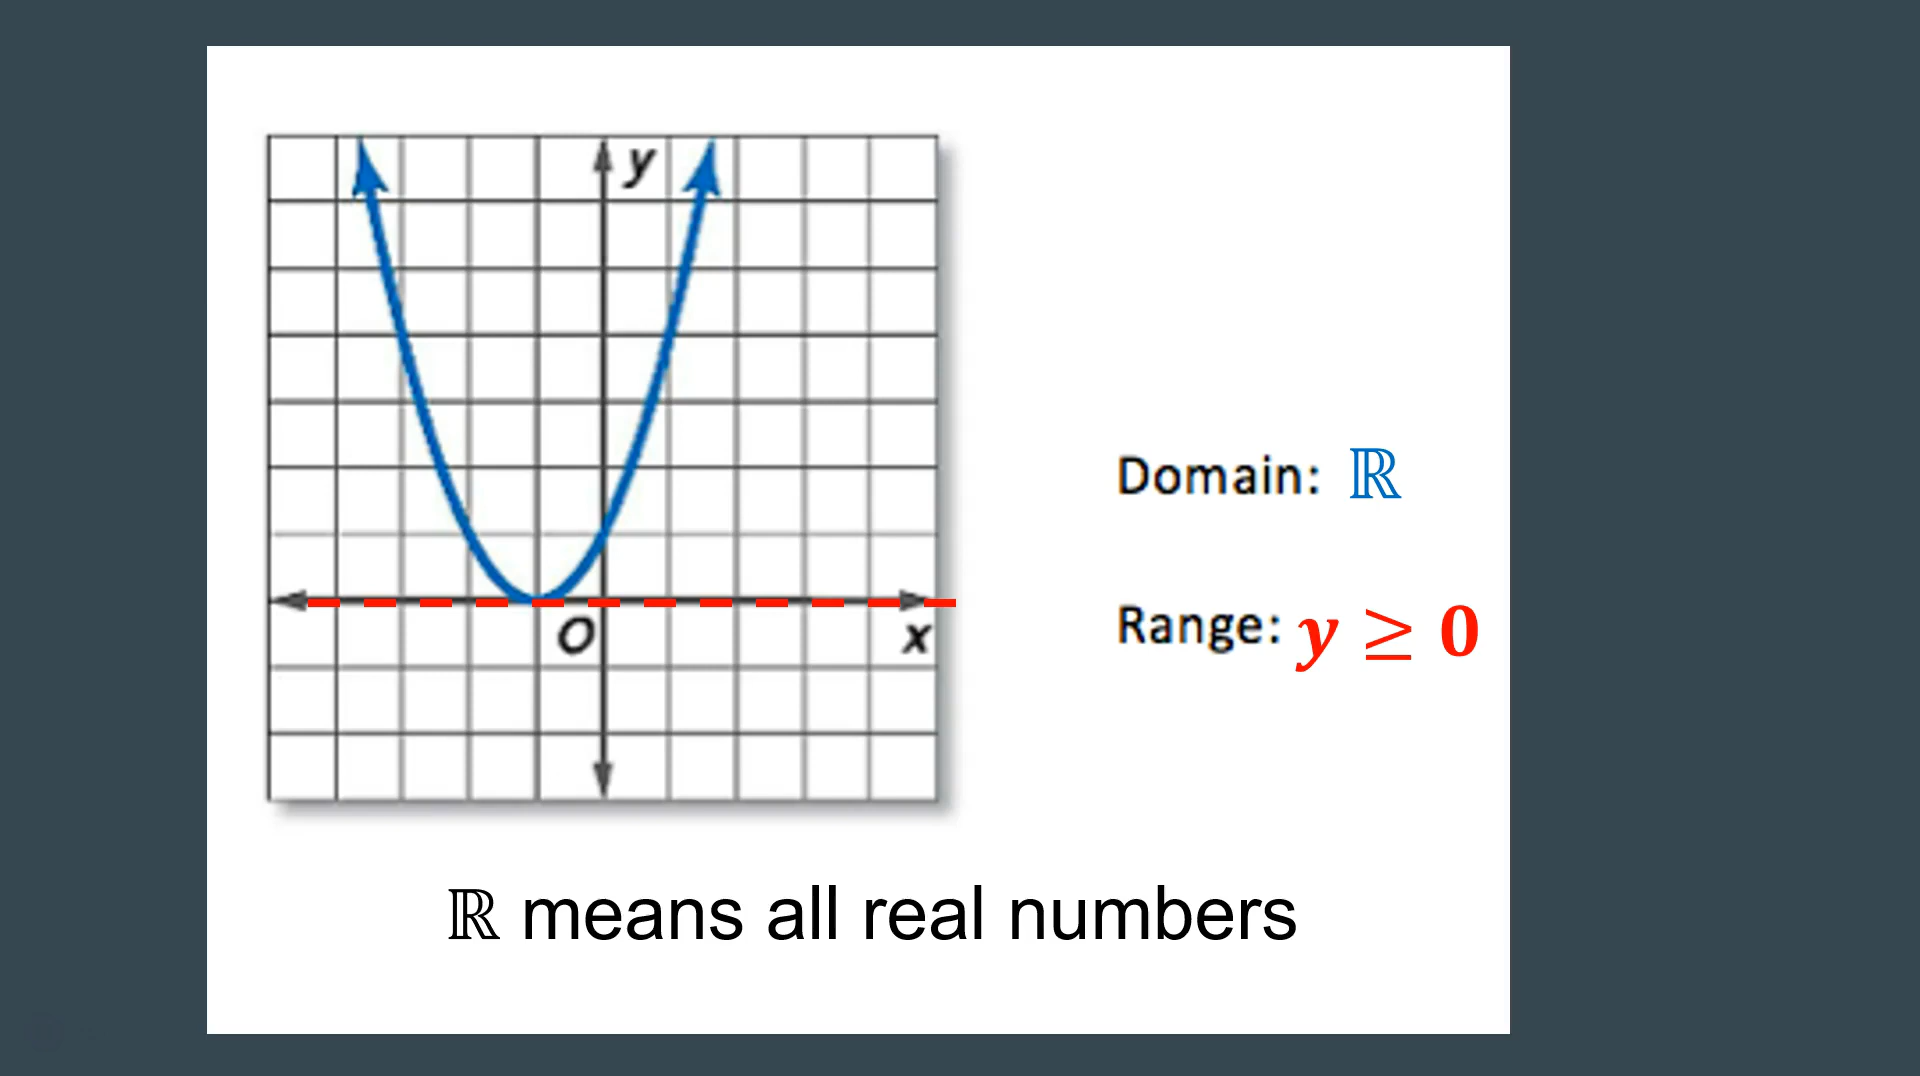 y
O
x
Domain: ℝ
Range: y ≥ 0
ℝ means all real numbers